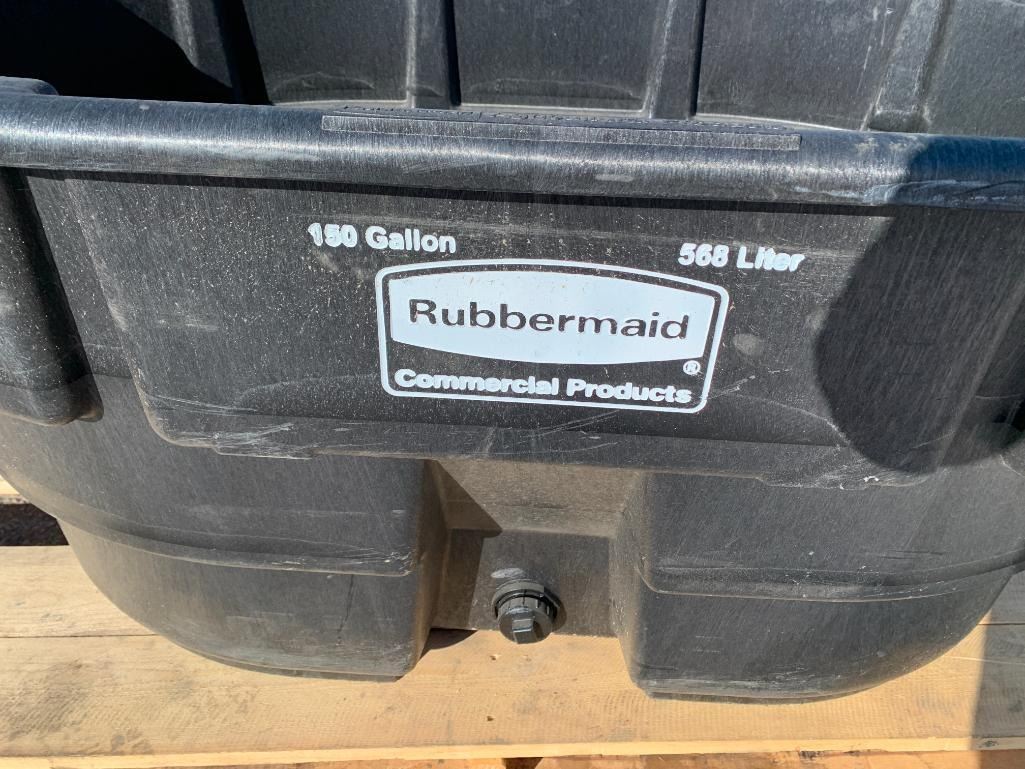 150 Gallon
568 Liter
Rubbermaid
®
Commercial Products